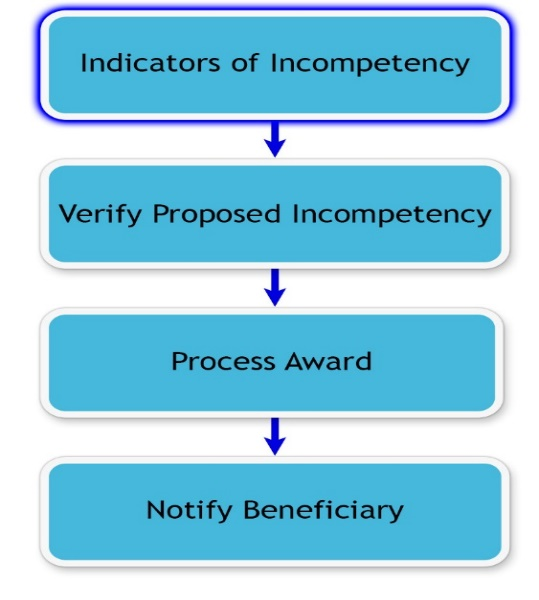 Indicators of Incompetency
Verify Proposed Incompetency
Process Award
Notify Beneficiary